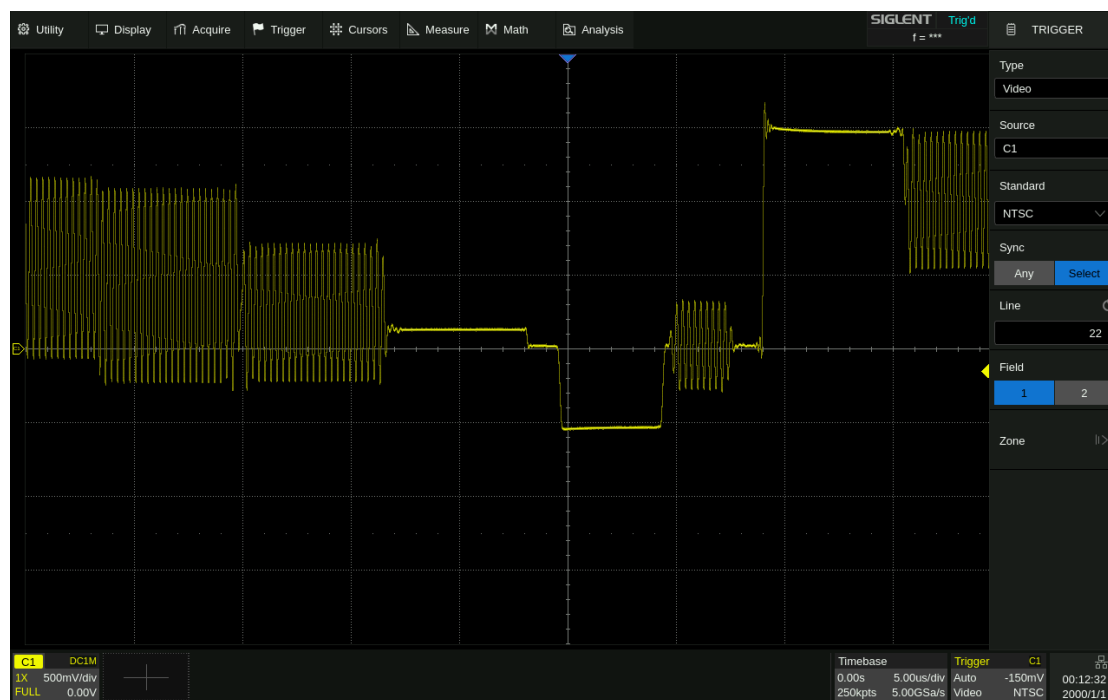 Utility Display Acquire Trigger Cursors Measure Math Analysis
SIGLENT Trig'd
f = ***
TRIGGER
Type
Video
Source
C1
Standard
NTSC
Sync
Any Select
Line
22
Field
1 2
Zone
C1 DC1M
1X 500mV/div
FULL 0.00V
Timebase
0.00s 5.00us/div
250kpts 5.00GSa/s
Trigger C1
Auto -150mV
Video NTSC
00:12:32
2000/1/1